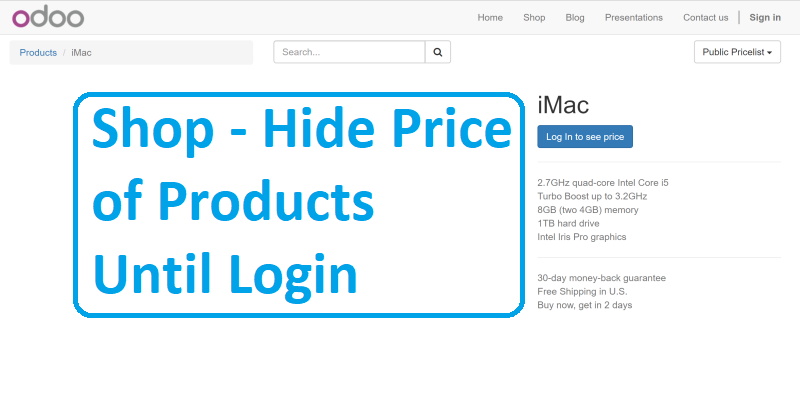 odoo
Home Shop Blog Presentations Contact us Sign in
Products / iMac
Search...
Public Pricelist
Shop - Hide Price
of Products
Until Login
iMac
Log In to see price
2.7GHz quad-core Intel Core i5
Turbo Boost up to 3.2GHz
8GB (two 4GB) memory
1TB hard drive
Intel Iris Pro graphics
30-day money-back guarantee
Free Shipping in U.S.
Buy now, get in 2 days